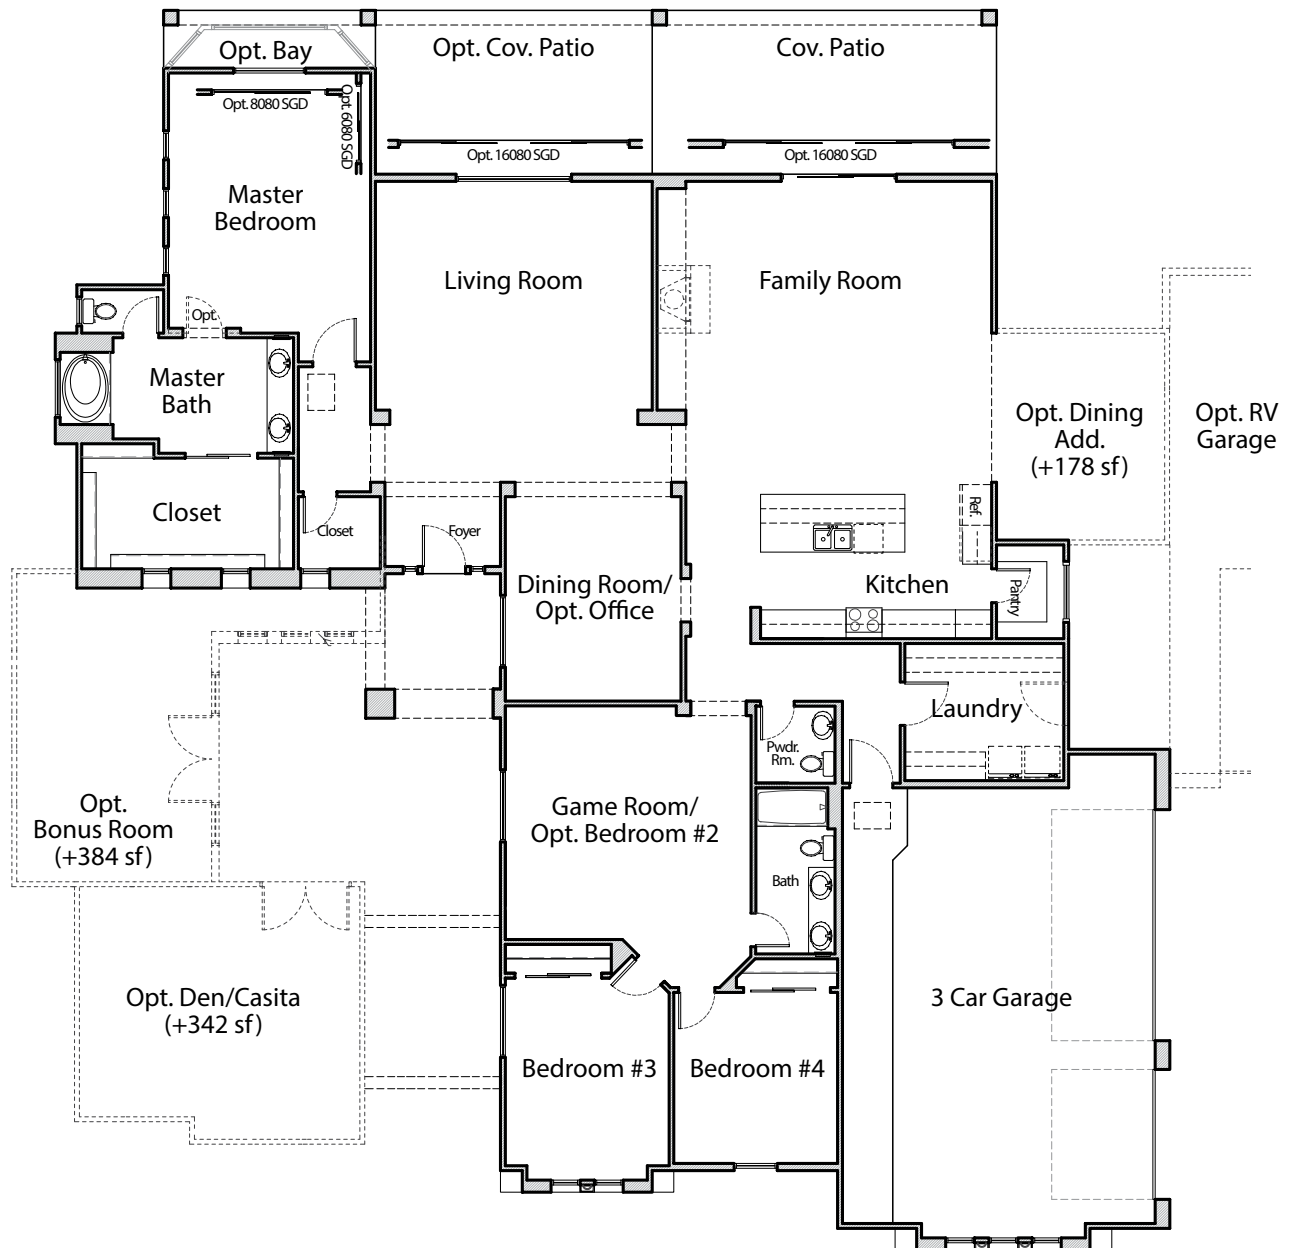 Opt. Bay
Opt. Cov. Patio
Cov. Patio
Opt. 8080 SGD
Opt. 6080 SGD
Opt. 16080 SGD
Opt. 16080 SGD
Master
Bedroom
Living Room
Family Room
Opt.
Master
Bath
Opt. Dining
Add.
(+178 sf)
Opt. RV
Garage
Closet
Closet
Foyer
Ref.
Dining Room/
Opt. Office
Kitchen
Pantry
Laundry
Pwdr.
Rm.
Opt.
Bonus Room
(+384 sf)
Game Room/
Opt. Bedroom #2
Bath
Opt. Den/Casita
(+342 sf)
3 Car Garage
Bedroom #3
Bedroom #4